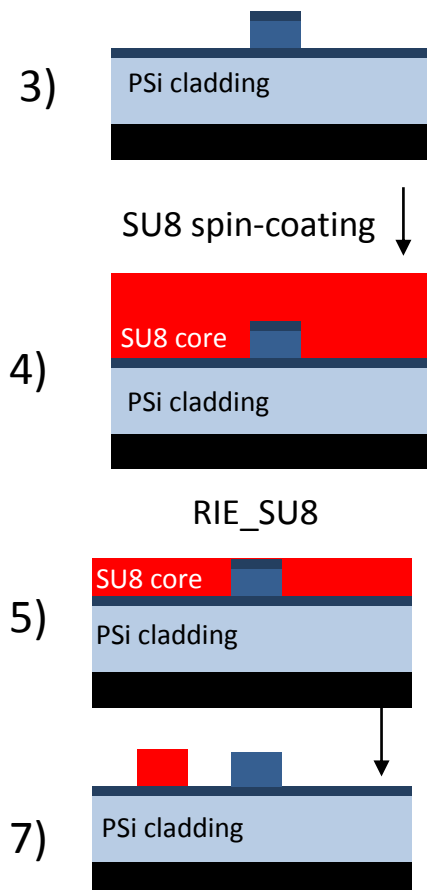 3)
PSi cladding
SU8 spin-coating
4)
SU8 core
PSi cladding
RIE_SU8
5)
SU8 core
PSi cladding
7)
PSi cladding